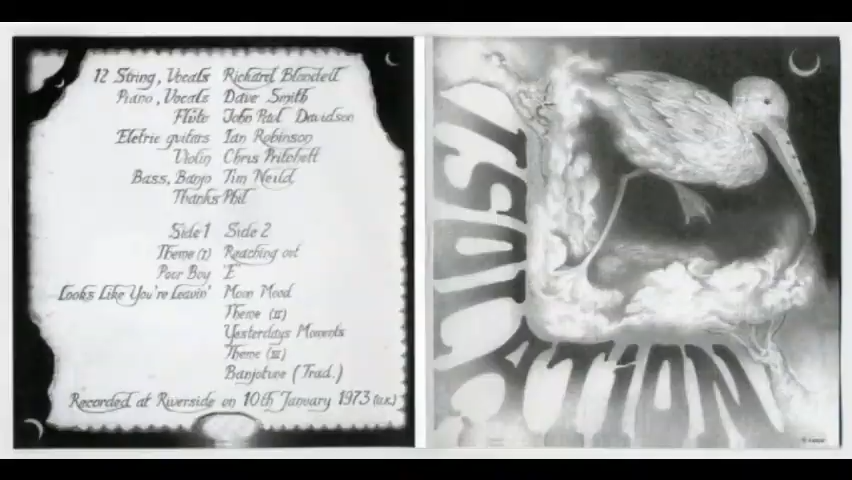 12 String, Vocals Richard Blondell
Piano, Vocals Dave Smith
Flute John Paul Davidson
Eletric guitars Ian Robinson
Violin Chris Pritchett
Bass, Banjo Tim Neild
Thanks Phil
Side 1 Side 2
Theme (I) Reaching out
Poor Boy 'E'
Looks Like You're Leavin' Moon Mood
Theme (II)
Yesterdays Moments
Theme (III)
Banjotune (Trad.)
Recorded at Riverside on 10th January 1973 (a.k.)